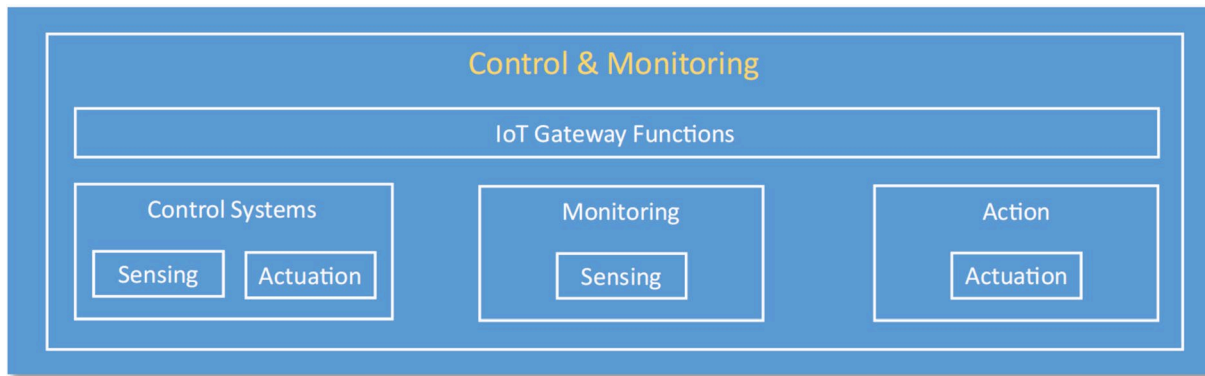 Control & Monitoring
IoT Gateway Functions
Control Systems
Sensing
Actuation
Monitoring
Sensing
Action
Actuation